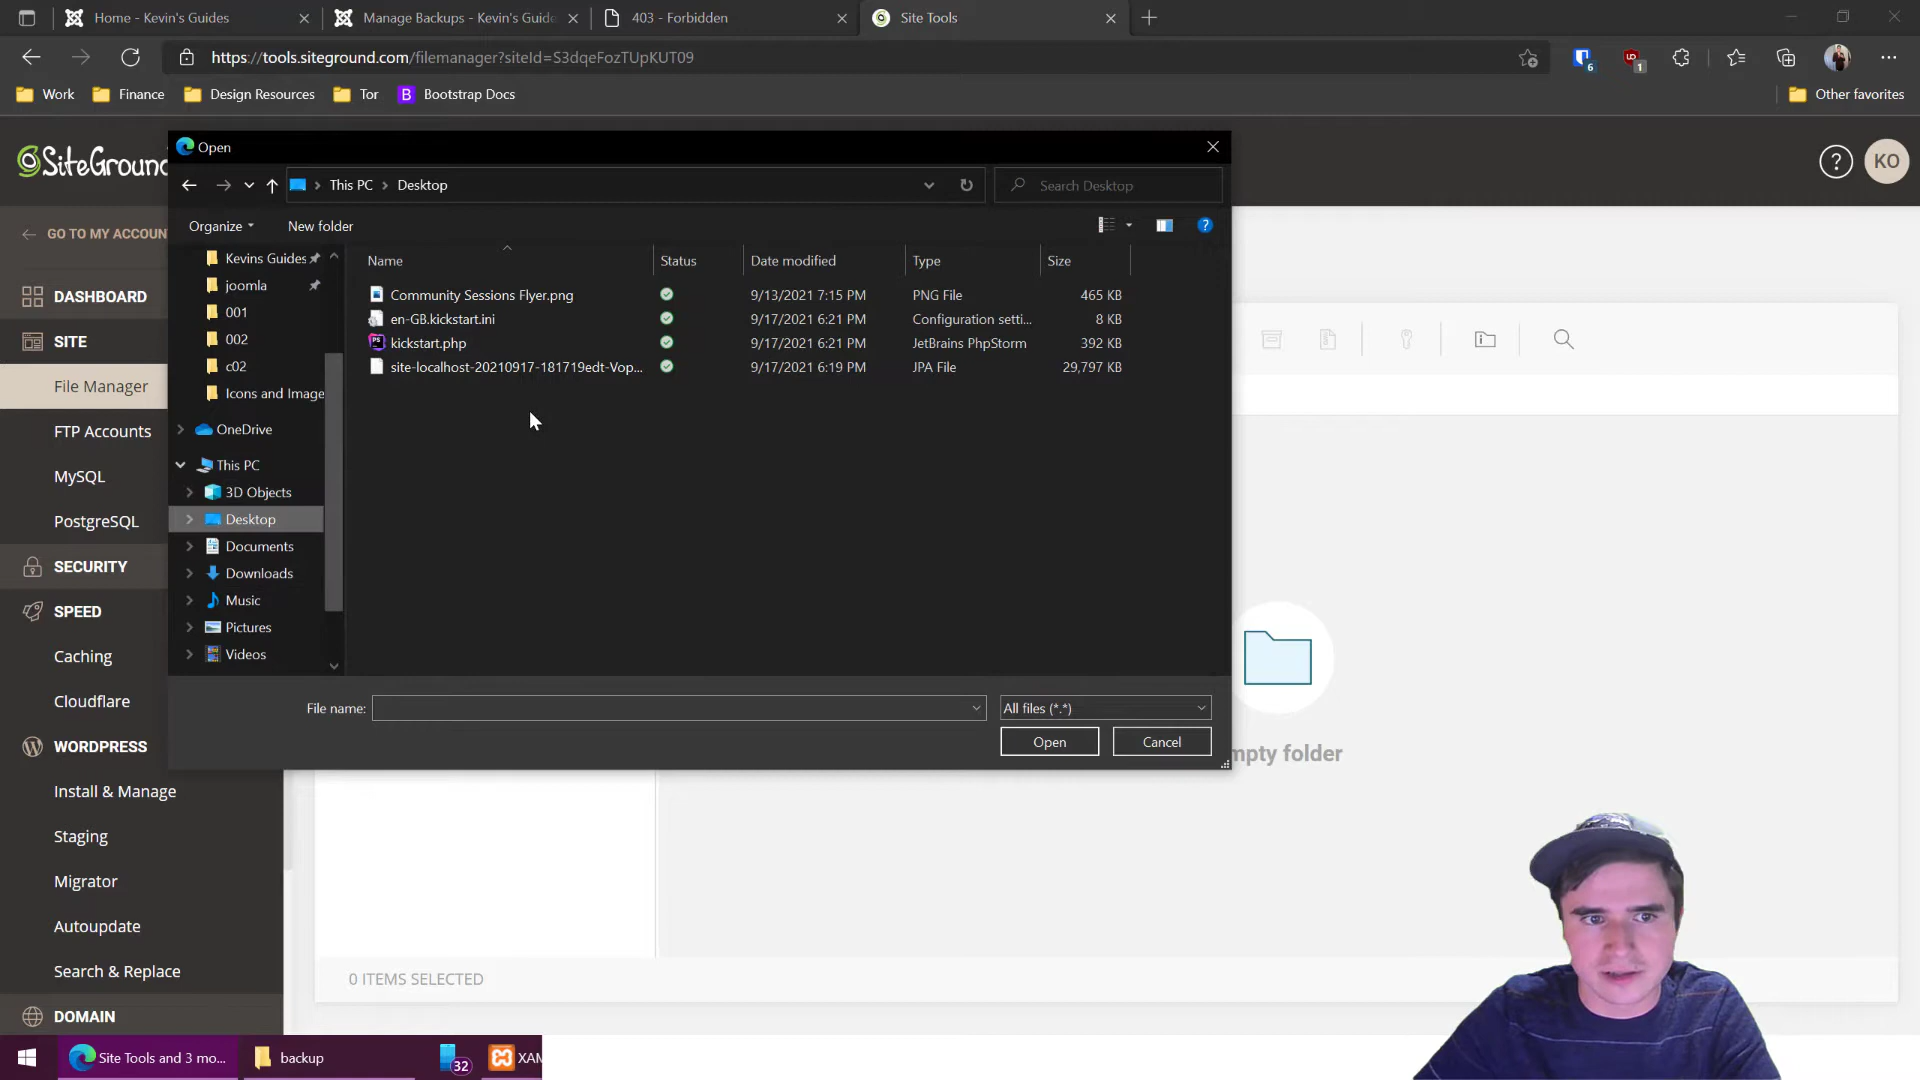 Home - Kevin's Guides
Manage Backups - Kevin's Guide
403 - Forbidden
Site Tools
https://tools.siteground.com/filemanager?siteId=S3dqeFozTUpKUT09
6
1
Work
Finance
Design Resources
Tor
B
Bootstrap Docs
Other favorites
SiteGround
KO
GO TO MY ACCOUN
DASHBOARD
SITE
File Manager
FTP Accounts
MySQL
PostgreSQL
SECURITY
SPEED
Caching
Cloudflare
WORDPRESS
Install & Manage
Staging
Migrator
Autoupdate
Search & Replace
DOMAIN
Open
This PC
Desktop
Search Desktop
Organize
New folder
Kevins Guides
joomla
001
002
c02
Icons and Image
OneDrive
This PC
3D Objects
Desktop
Documents
Downloads
Music
Pictures
Videos
Name Status Date modified Type Size
Community Sessions Flyer.png 9/13/2021 7:15 PM PNG File 465 KB
en-GB.kickstart.ini 9/17/2021 6:21 PM Configuration setti... 8 KB
kickstart.php 9/17/2021 6:21 PM JetBrains PhpStorm 392 KB
site-localhost-20210917-181719edt-Vop... 9/17/2021 6:19 PM JPA File 29,797 KB
File name:
All files (*.*)
Open
Cancel
mpty folder
0 ITEMS SELECTED
Site Tools and 3 mo...
backup
32
XAM